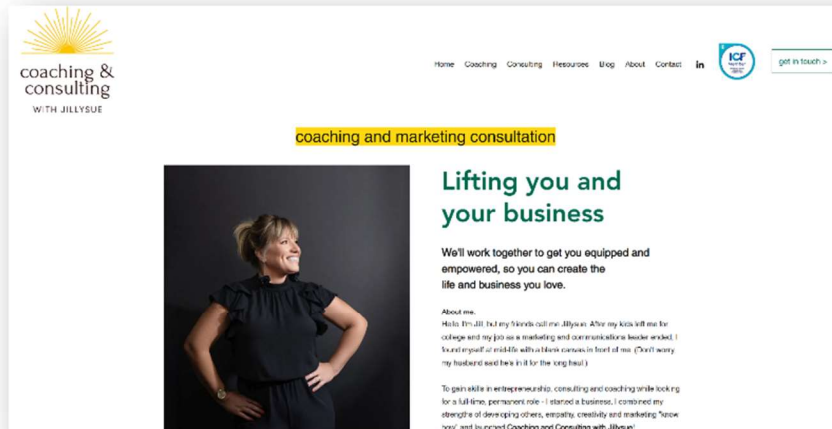 coaching &
consulting
WITH JILLYSUE
Home Coaching Consulting Resources Blog About Contact in ICF get in touch >
coaching and marketing consultation
Lifting you and
your business
We'll work together to get you equipped and
empowered, so you can create the
life and business you love.
About me.
Hello. I'm Jill, but my friends call me Jillysue. After my kids left me for
college and my job as a marketing and communications leader ended, I
found myself at mid-life with a blank canvas in front of me. (Don't worry
my husband said he's in it for the long haul.)
To gain skills in entrepreneurship, consulting and coaching while looking
for a full-time, permanent role - I started a business. I combined my
strengths of developing others, empathy, creativity and marketing "know
how" and launched Coaching and Consulting with Jillysue!